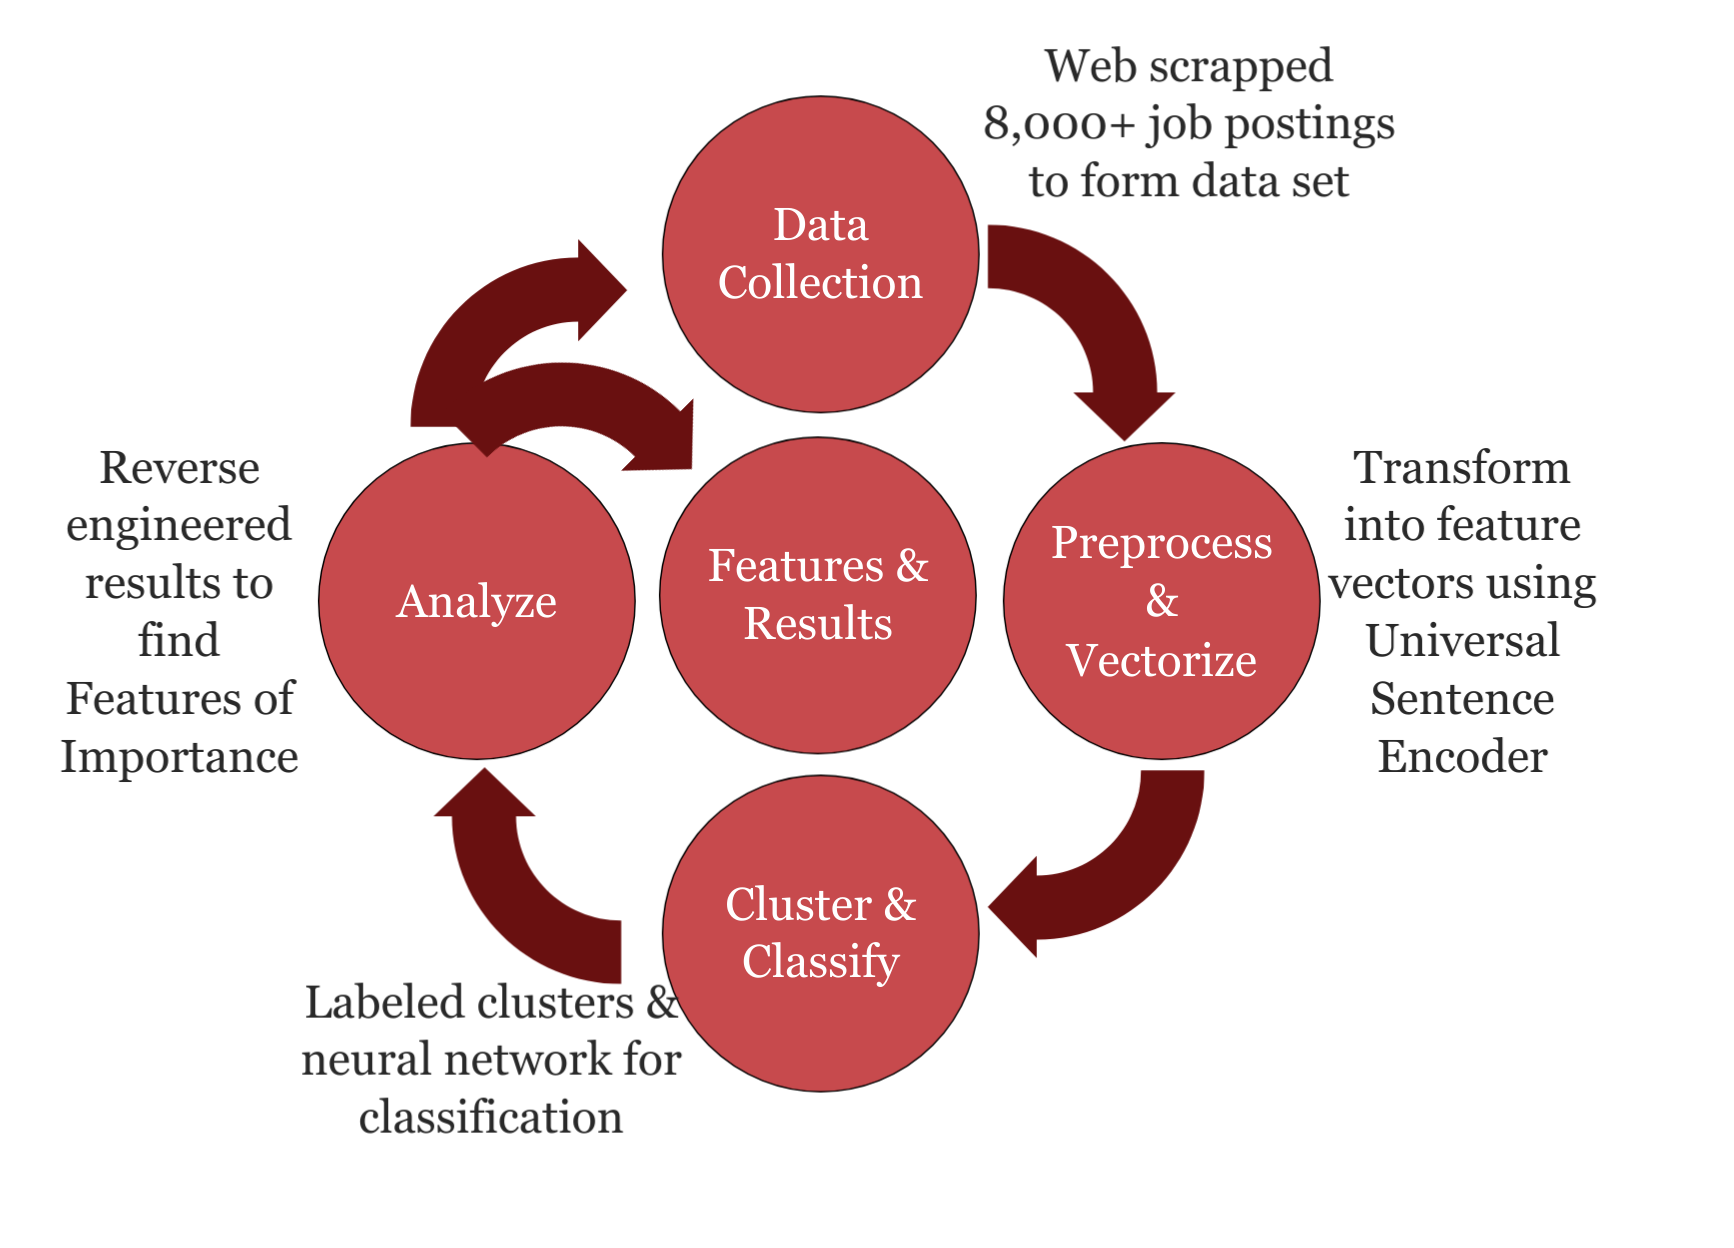 Web scrapped
8,000+ job postings
to form data set
Data
Collection
Reverse
engineered
results to
find
Features of
Importance
Analyze
Features &
Results
Preprocess
&
Vectorize
Transform
into feature
vectors using
Universal
Sentence
Encoder
Cluster &
Classify
Labeled clusters &
neural network for
classification